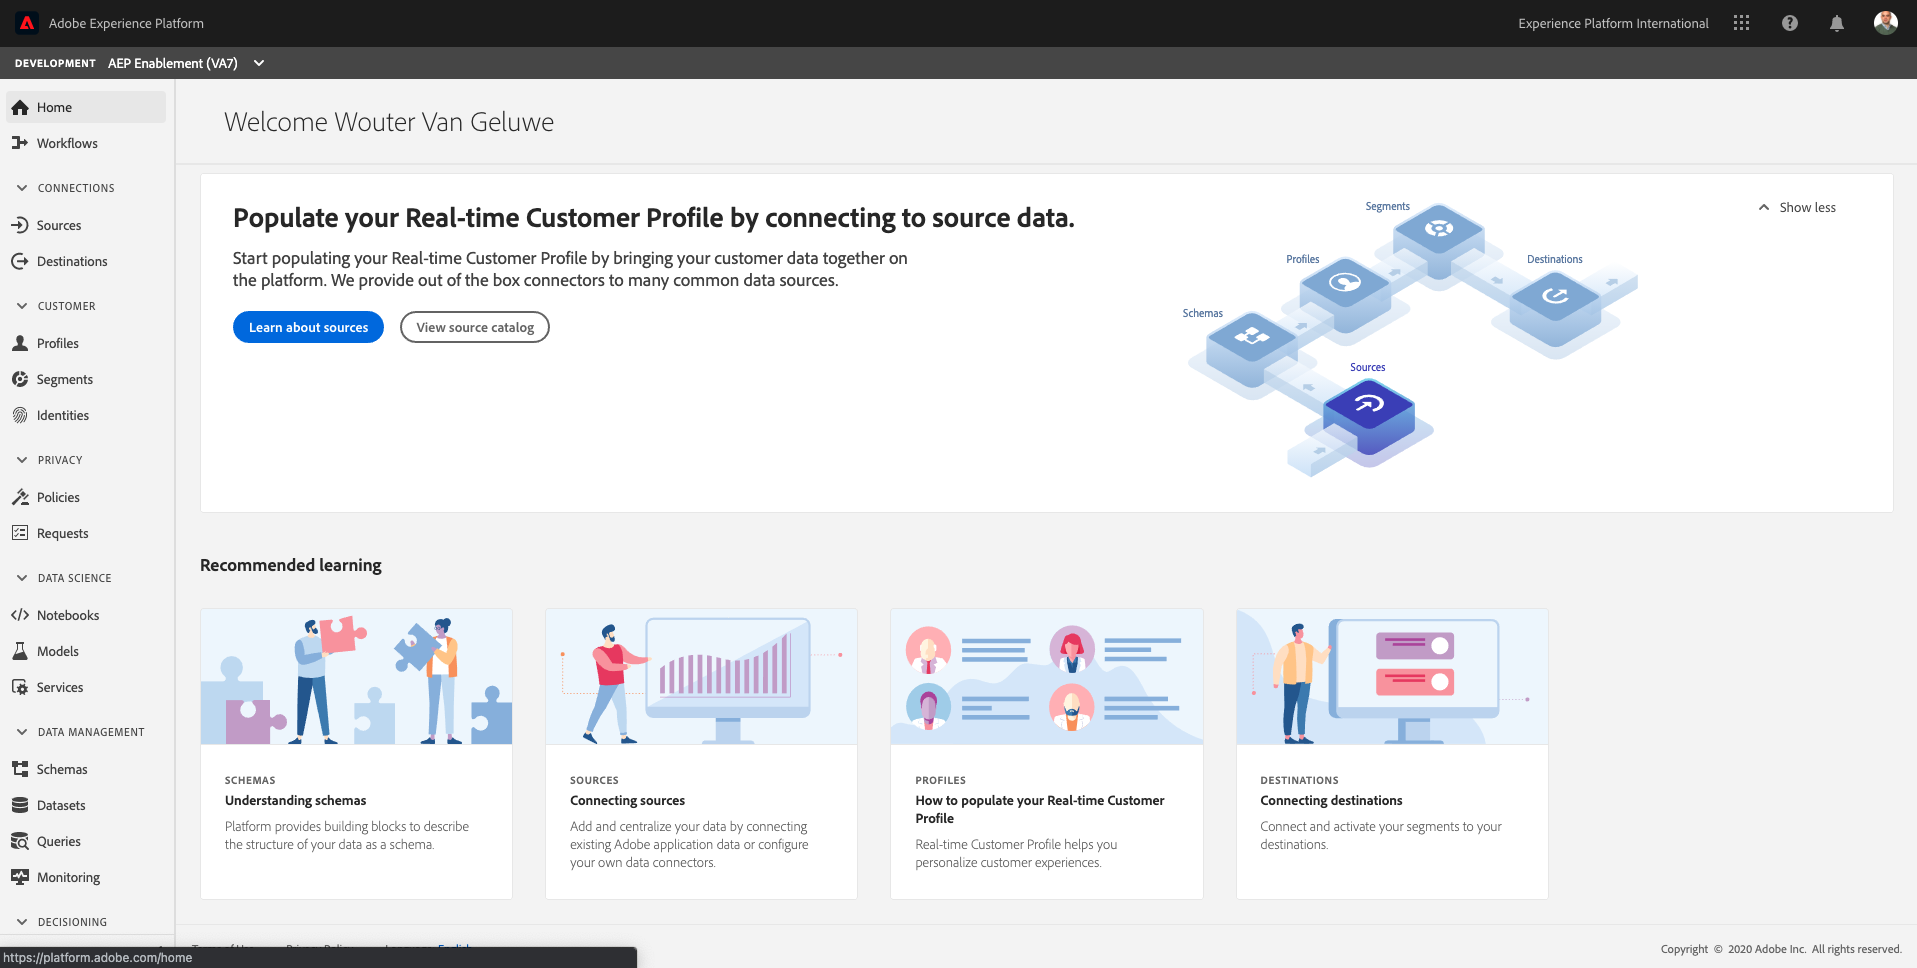 Adobe Experience Platform
Experience Platform International
DEVELOPMENT AEP Enablement (VA7)
Home
Workflows
CONNECTIONS
Sources
Destinations
CUSTOMER
Profiles
Segments
Identities
PRIVACY
Policies
Requests
DATA SCIENCE
Notebooks
Models
Services
DATA MANAGEMENT
Schemas
Datasets
Queries
Monitoring
DECISIONING
Welcome Wouter Van Geluwe
Populate your Real-time Customer Profile by connecting to source data.
Start populating your Real-time Customer Profile by bringing your customer data together on
the platform. We provide out of the box connectors to many common data sources.
Learn about sources
View source catalog
Segments
Profiles
Destinations
Schemas
Sources
Show less
Recommended learning
SCHEMAS
Understanding schemas
Platform provides building blocks to describe
the structure of your data as a schema.
SOURCES
Connecting sources
Add and centralize your data by connecting
existing Adobe application data or configure
your own data connectors.
PROFILES
How to populate your Real-time Customer
Profile
Real-time Customer Profile helps you
personalize customer experiences.
DESTINATIONS
Connecting destinations
Connect and activate your segments to your
destinations.
https://platform.adobe.com/home
Copyright © 2020 Adobe Inc. All rights reserved.